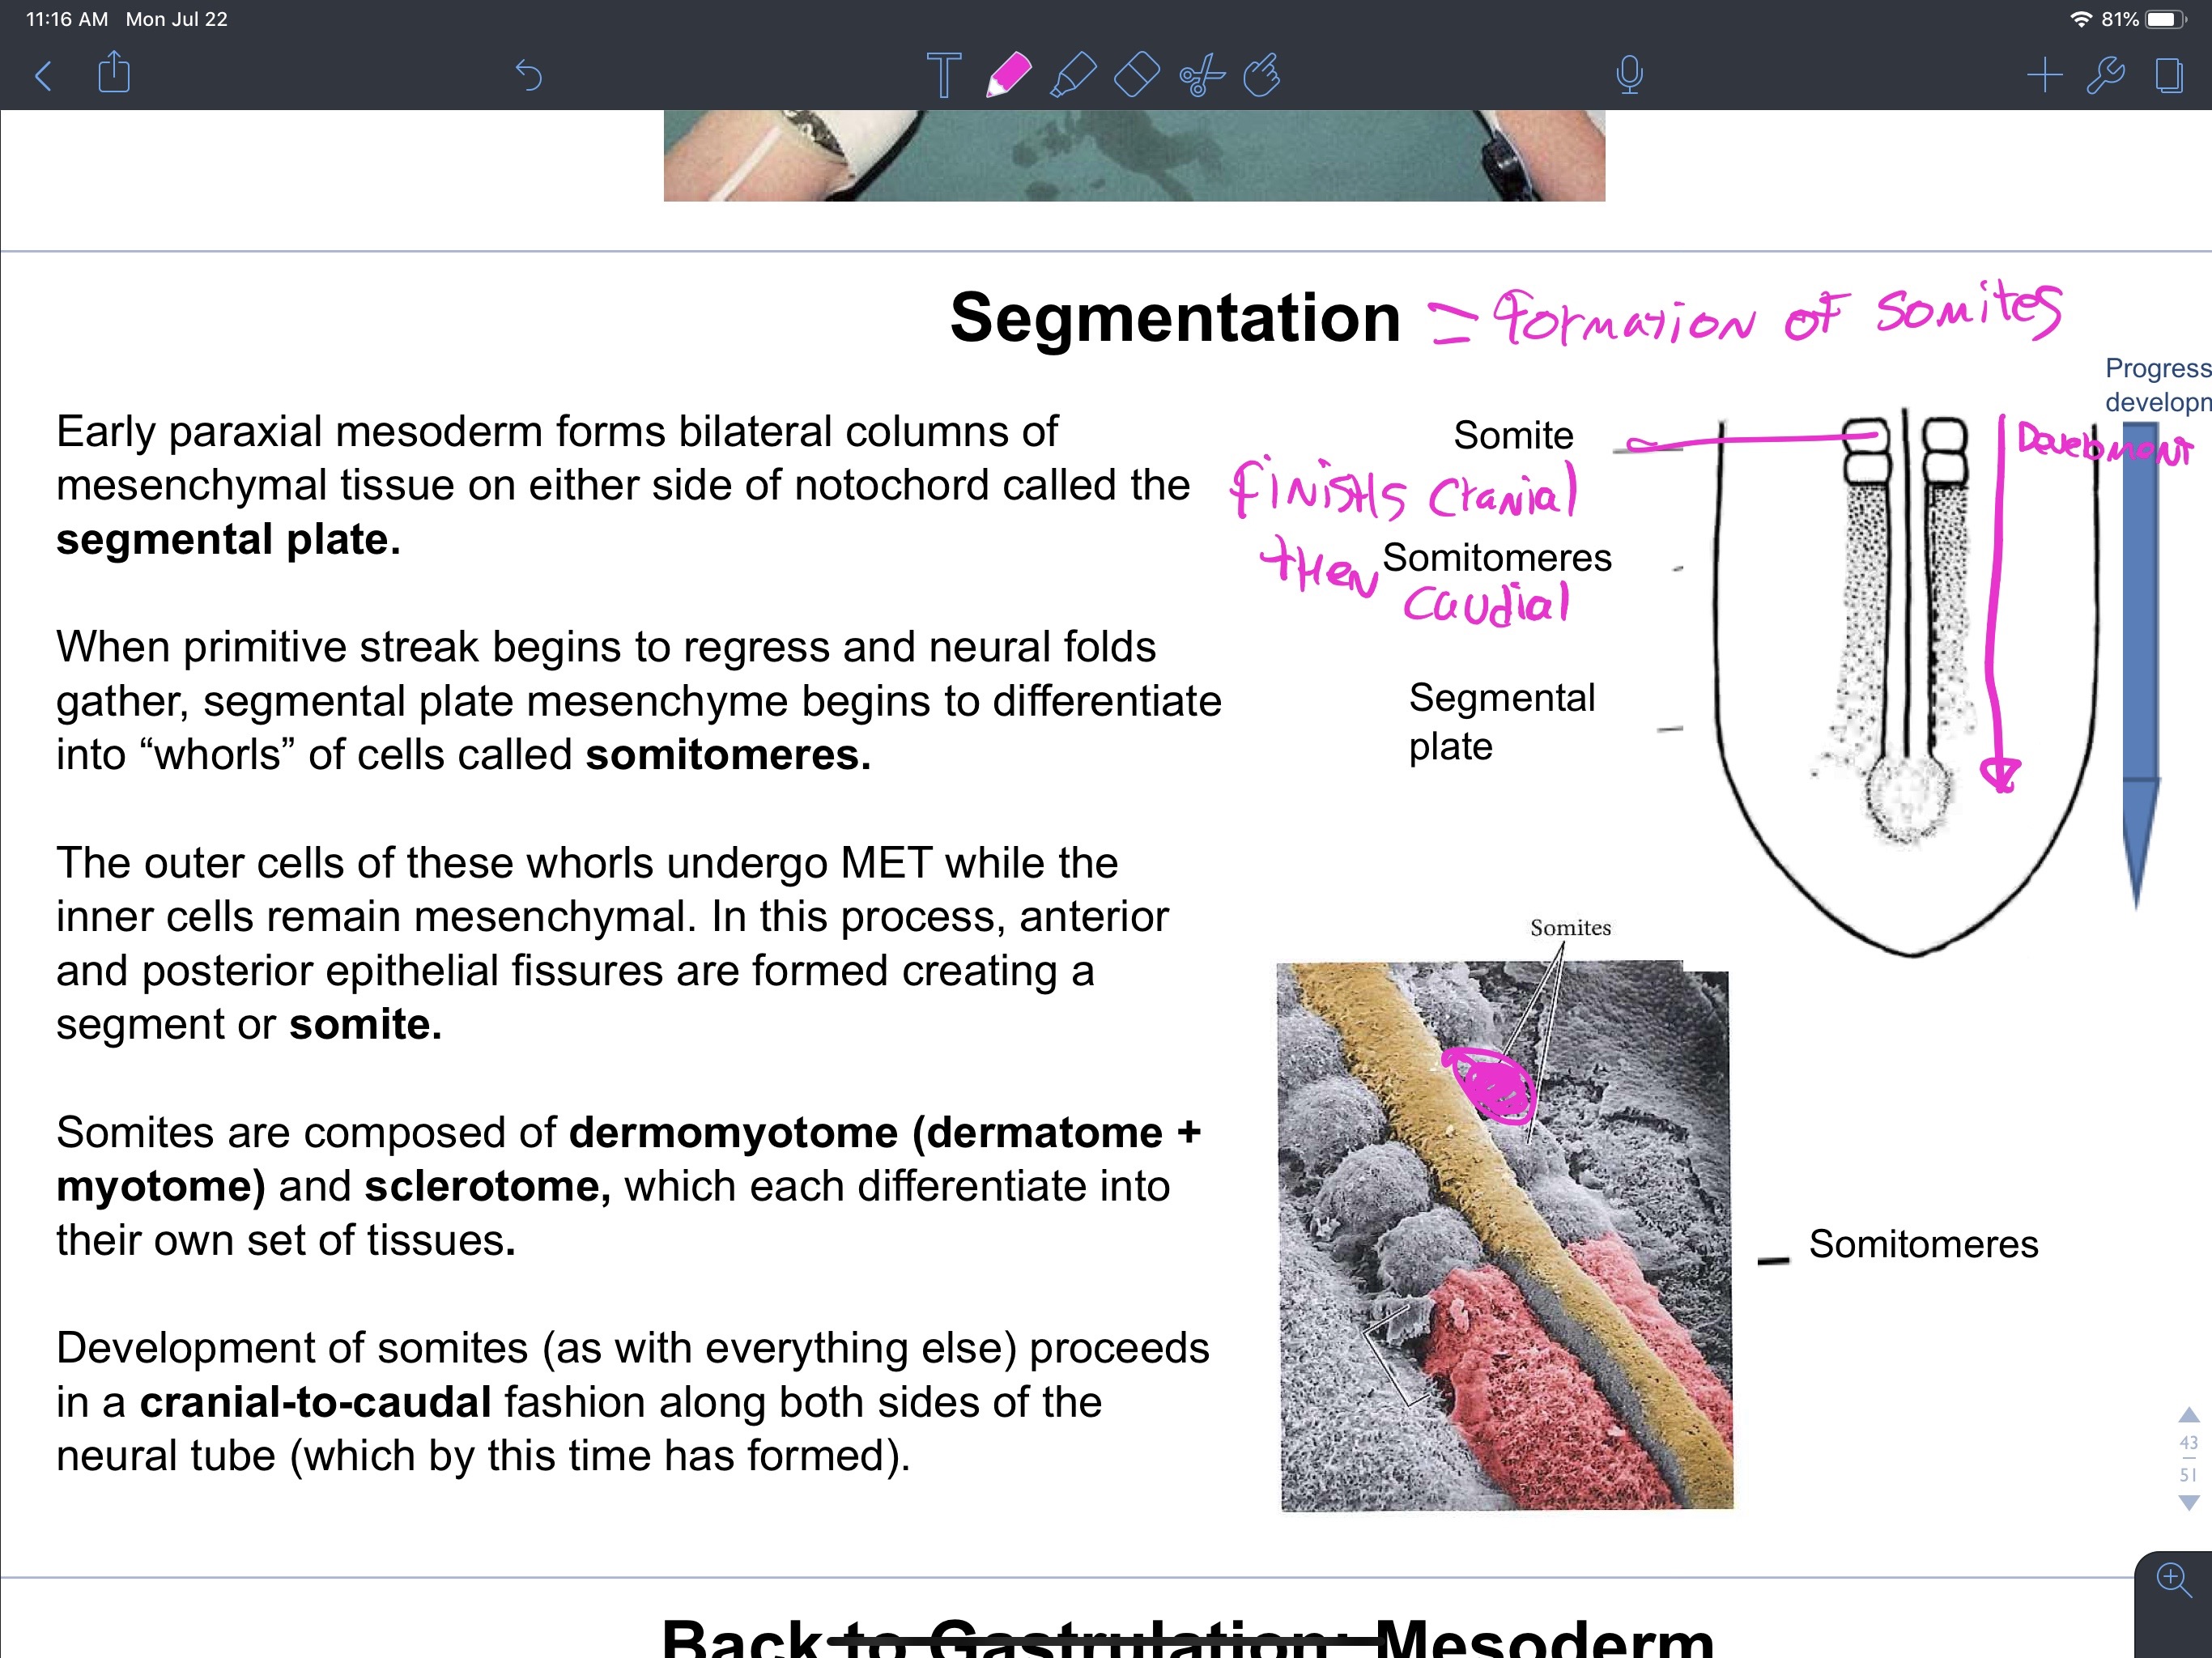 11:16 AM Mon Jul 22
81%
Segmentation = formation of somites
Progress
developm
Early paraxial mesoderm forms bilateral columns of
mesenchymal tissue on either side of notochord called the
segmental plate.
When primitive streak begins to regress and neural folds
gather, segmental plate mesenchyme begins to differentiate
into “whorls” of cells called somitomeres.
The outer cells of these whorls undergo MET while the
inner cells remain mesenchymal. In this process, anterior
and posterior epithelial fissures are formed creating a
segment or somite.
Somites are composed of dermomyotome (dermatome +
myotome) and sclerotome, which each differentiate into
their own set of tissues.
Development of somites (as with everything else) proceeds
in a cranial-to-caudal fashion along both sides of the
neural tube (which by this time has formed).
Somite
finishs cranial
then
Somitomeres
caudial
Segmental
plate
Somites
Somitomeres
43
51
Back to Gastrulation: Mesoderm